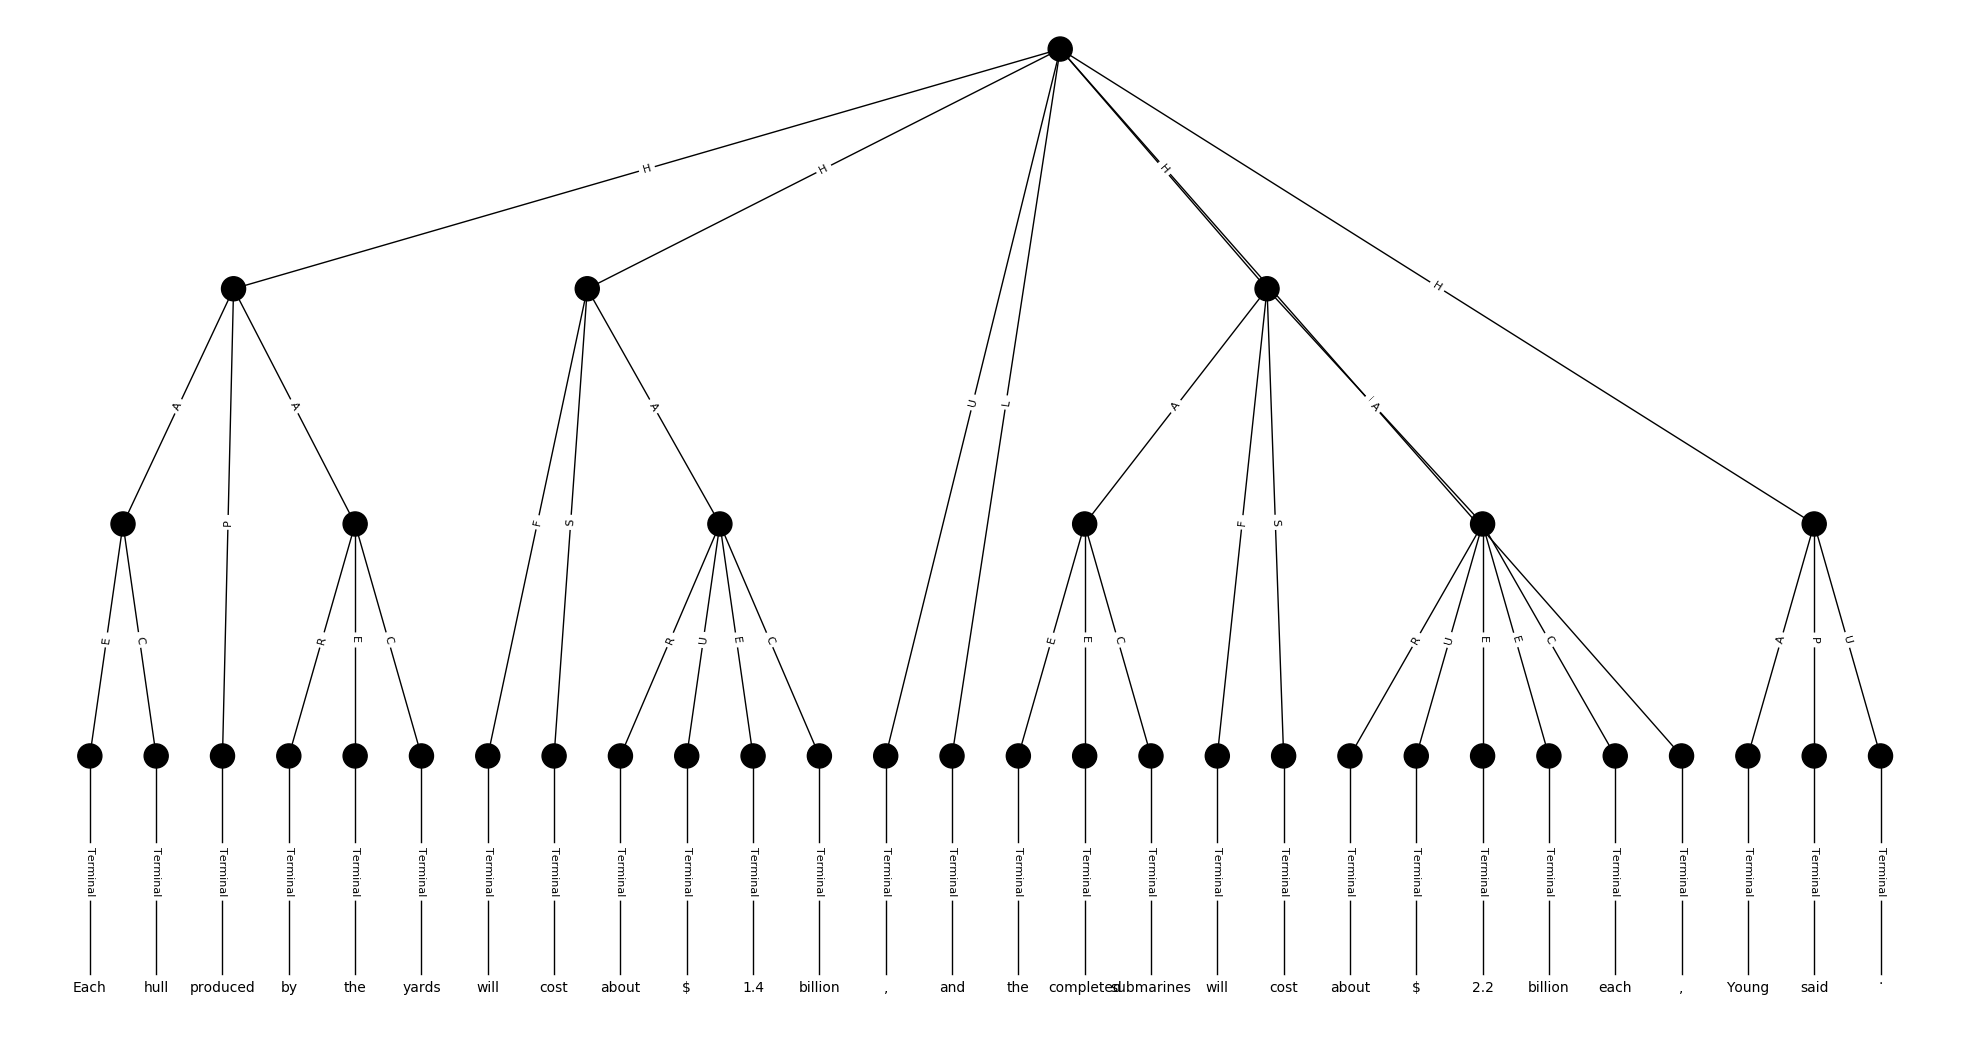 H H H H
A P A F S A U L A F S A
E C R E C R U E C E E C R U E E C A P U
Terminal Terminal Terminal Terminal Terminal Terminal Terminal Terminal Terminal Terminal Terminal Terminal Terminal Terminal Terminal Terminal Terminal Terminal Terminal Terminal Terminal Terminal Terminal Terminal Terminal Terminal Terminal Terminal
Each hull produced by the yards will cost about $ 1.4 billion , and the completed submarines will cost about $ 2.2 billion each , Young said .